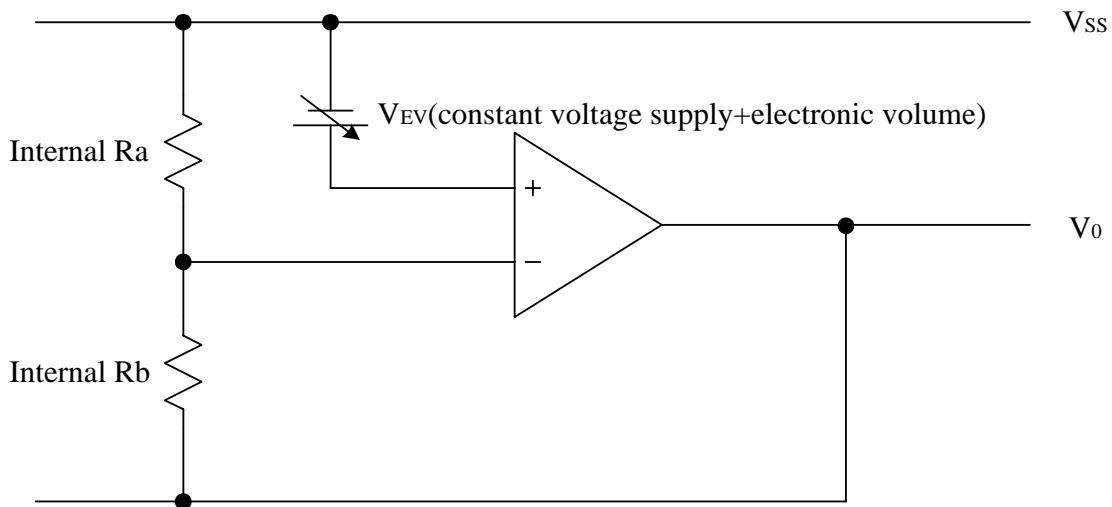 VSS
VEV(constant voltage supply+electronic volume)
Internal Ra
+
V0
−
Internal Rb